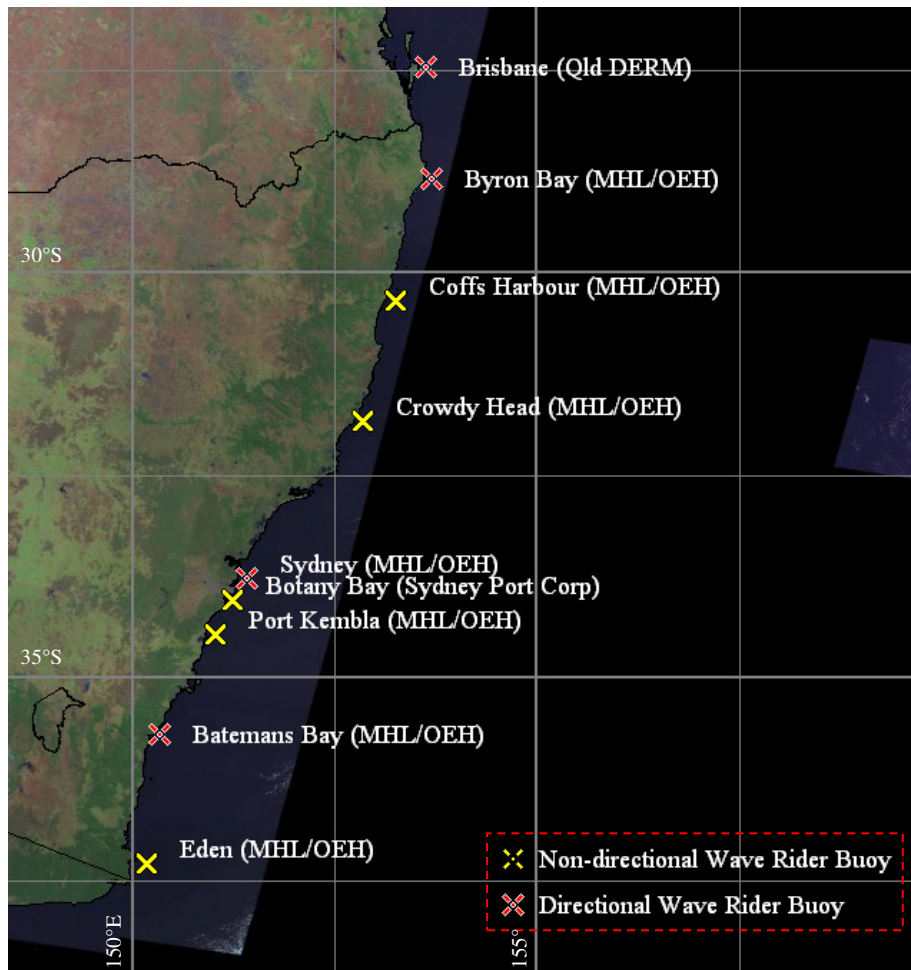 Brisbane (Qld DERM)
Byron Bay (MHL/OEH)
30°S
Coffs Harbour (MHL/OEH)
Crowdy Head (MHL/OEH)
Sydney (MHL/OEH)
Botany Bay (Sydney Port Corp)
Port Kembla (MHL/OEH)
35°S
Batemans Bay (MHL/OEH)
Eden (MHL/OEH)
Non-directional Wave Rider Buoy
Directional Wave Rider Buoy
150°E
155°